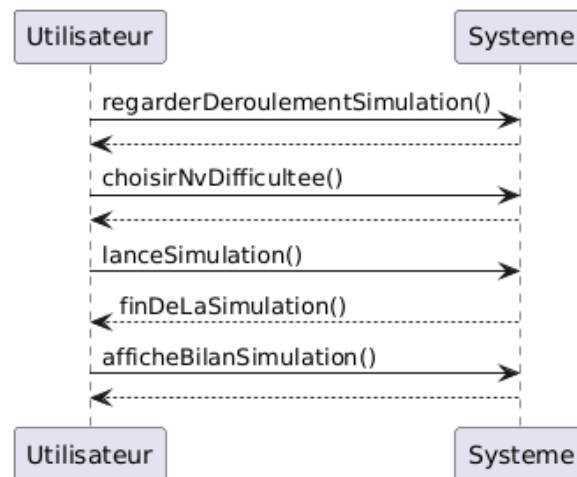 Utilisateur Systeme
regarderDeroulementSimulation()
choisirNvDifficultee()
lanceSimulation()
finDeLaSimulation()
afficheBilanSimulation()
Utilisateur Systeme